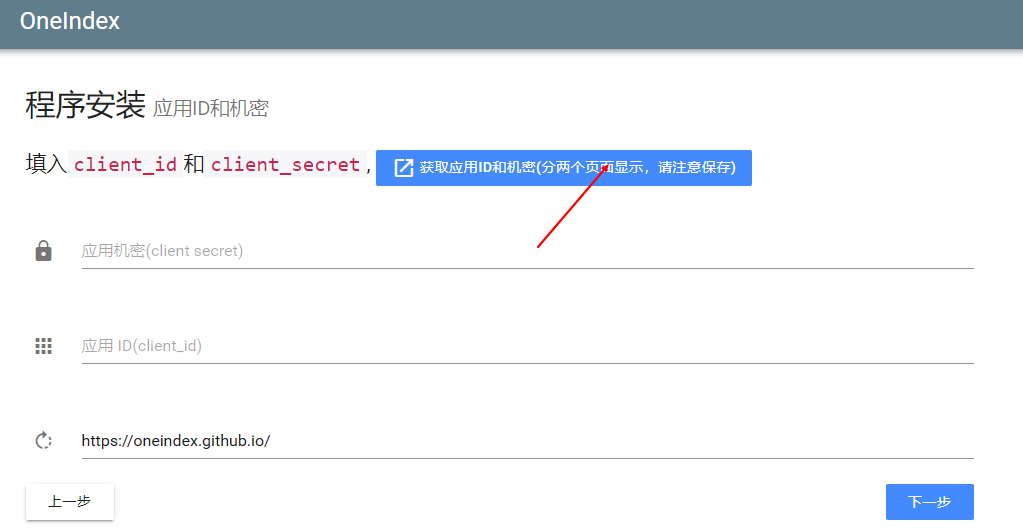 OneIndex
程序安装 应用ID和机密
填入 client_id 和 client_secret , 获取应用ID和机密(分两个页面显示，请注意保存)
应用机密(client secret)
应用 ID(client_id)
https://oneindex.github.io/
上一步 下一步